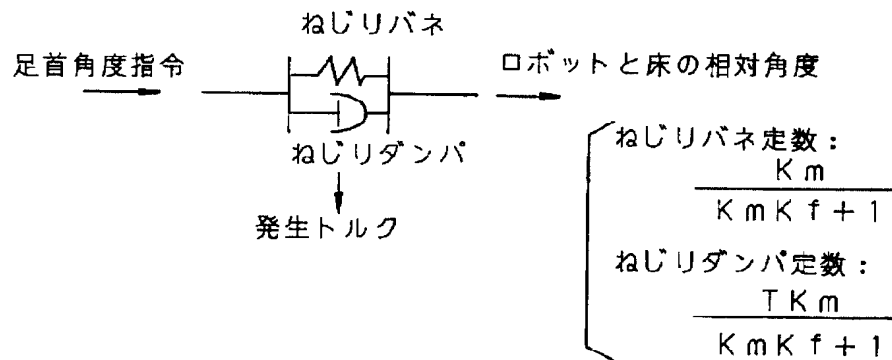 ねじりバネ
足首角度指令
ロボットと床の相対角度
ねじりダンパ
発生トルク
ねじりバネ定数：
Km
KmKf+1
ねじりダンパ定数：
TKm
KmKf+1